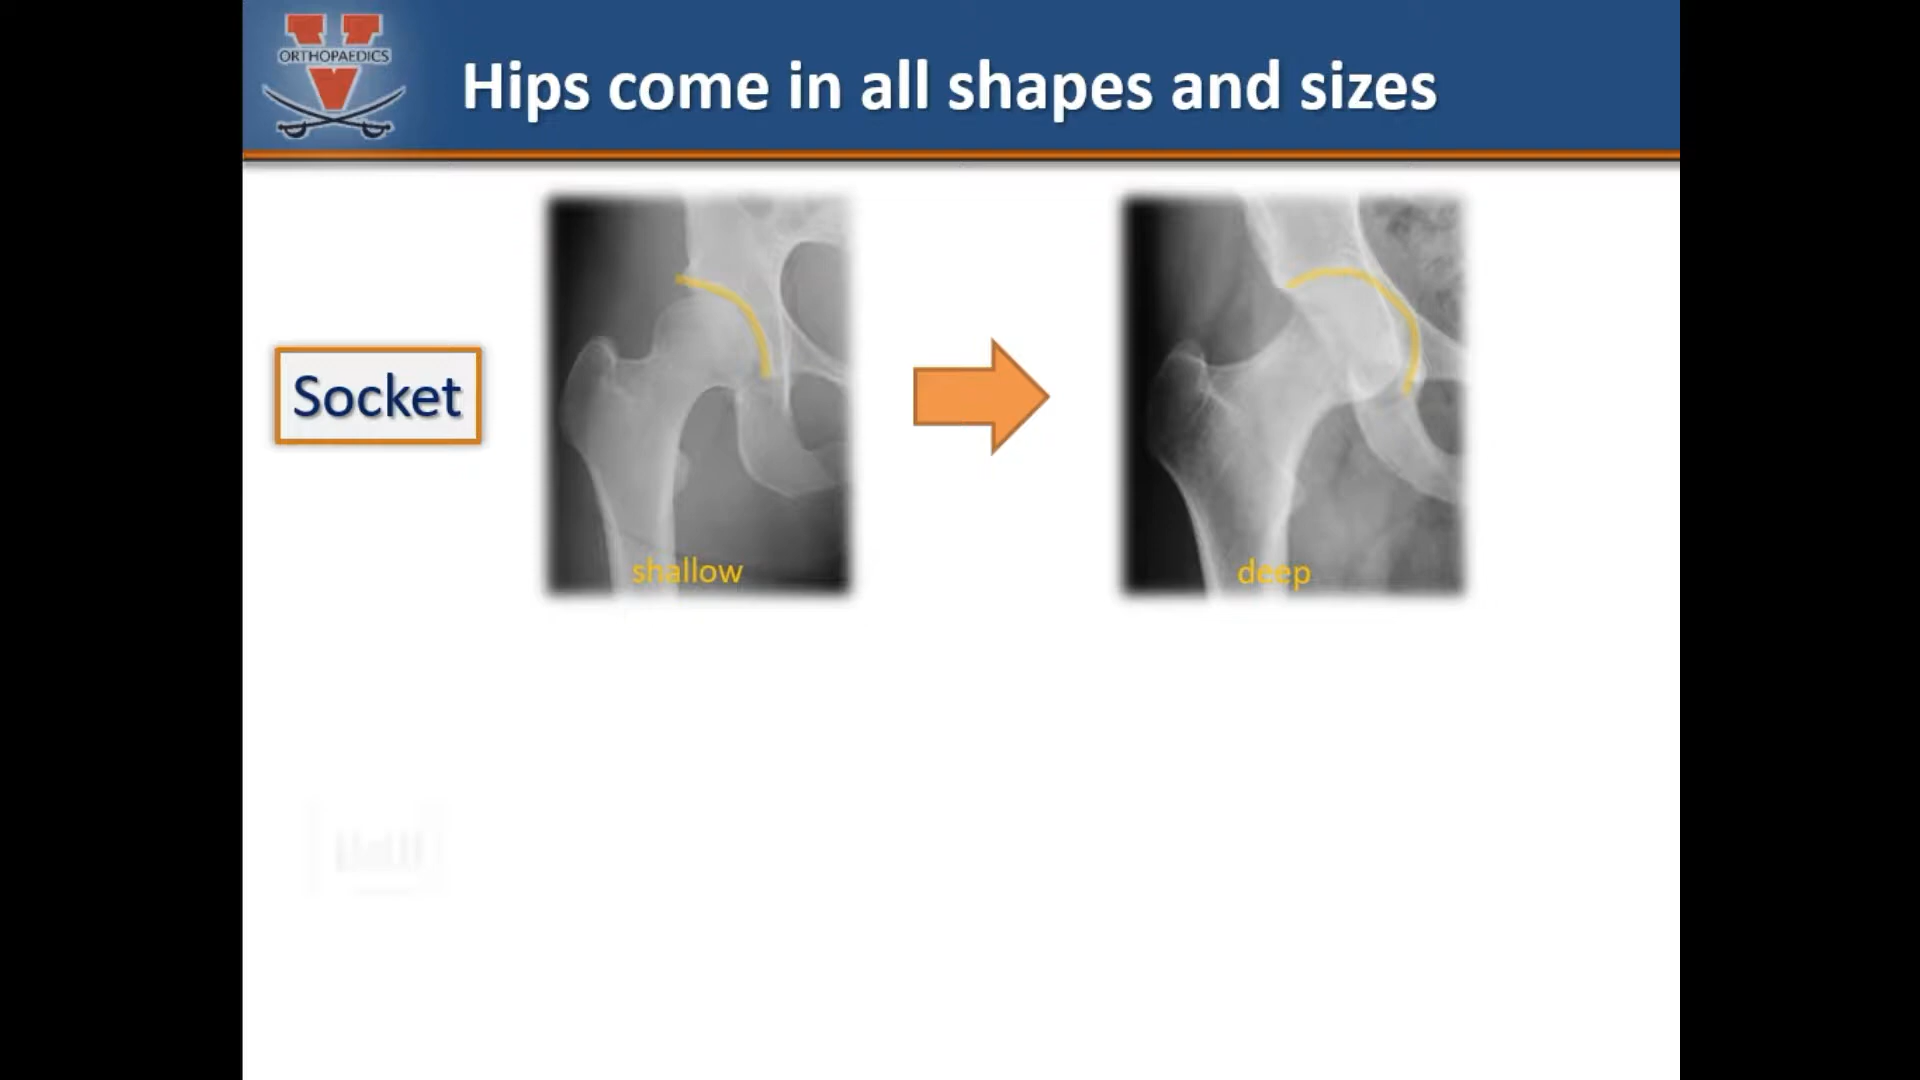 ORTHOPAEDICS
Hips come in all shapes and sizes
Socket
shallow
deep